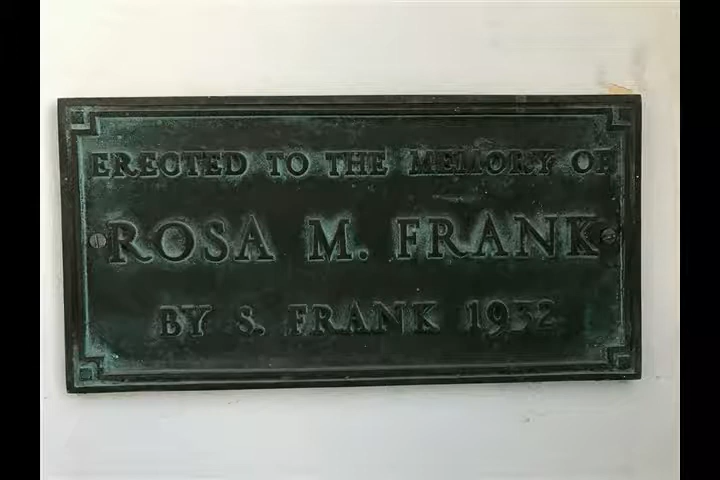 ERECTED TO THE MEMORY OF
ROSA M. FRANK
BY S. FRANK 1932